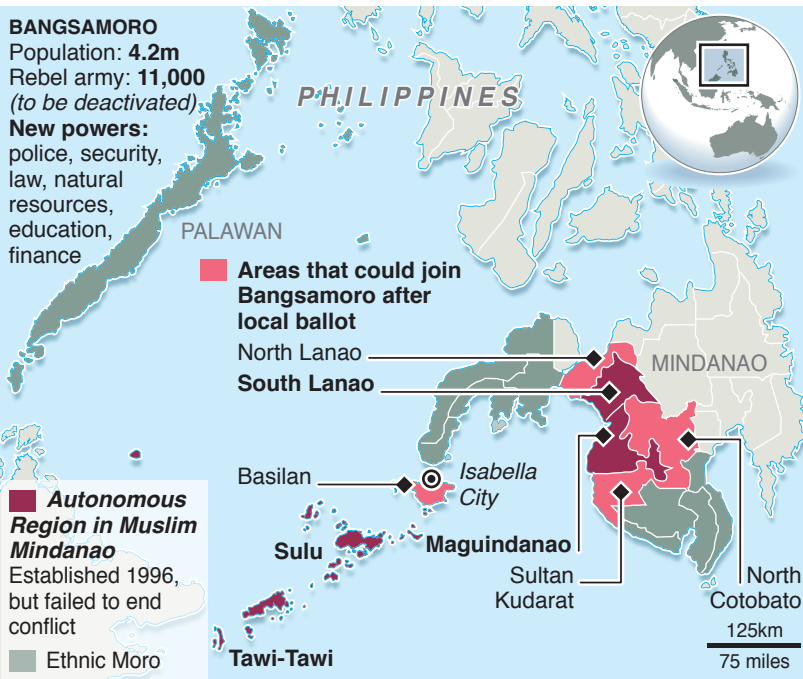 BANGSAMORO
Population: 4.2m
Rebel army: 11,000
(to be deactivated)
New powers:
police, security,
law, natural
resources,
education,
finance
PHILIPPINES
PALAWAN
Areas that could join
Bangsamoro after
local ballot
North Lanao
South Lanao
MINDANAO
Basilan
Isabella
City
Autonomous
Region in Muslim
Mindanao
Established 1996,
but failed to end
conflict
Ethnic Moro
Sulu
Maguindanao
Sultan
Kudarat
North
Cotobato
Tawi-Tawi
125km
75 miles